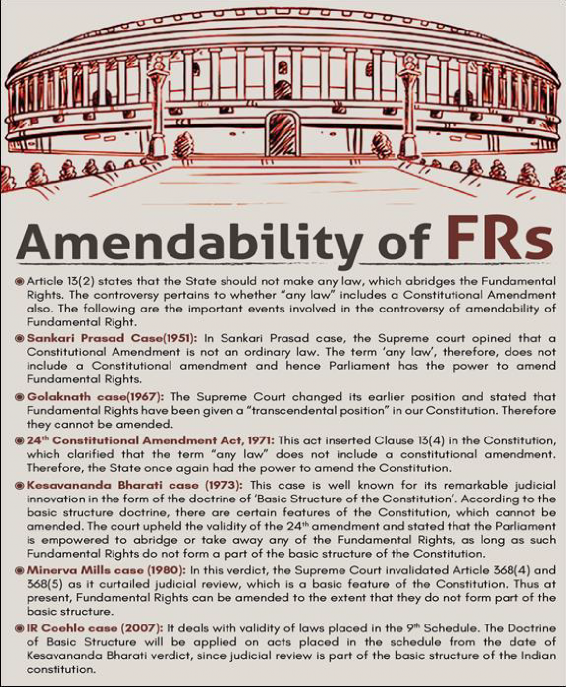 Amendability of FRs
◉ Article 13(2) states that the State should not make any law, which abridges the Fundamental
Rights. The controversy pertains to whether "any law" includes a Constitutional Amendment
also. The following are the important events involved in the controversy of amendability of
Fundamental Right.
◉ Sankari Prasad Case(1951): In Sankari Prasad case, the Supreme court opined that a
Constitutional Amendment is not an ordinary law. The term 'any law', therefore, does not
include a Constitutional amendment and hence Parliament has the power to amend
Fundamental Rights.
◉ Golaknath case(1967): The Supreme Court changed its earlier position and stated that
Fundamental Rights have been given a "transcendental position" in our Constitution. Therefore
they cannot be amended.
◉ 24th Constitutional Amendment Act, 1971: This act inserted Clause 13(4) in the Constitution,
which clarified that the term "any law" does not include a constitutional amendment.
Therefore, the State once again had the power to amend the Constitution.
◉ Kesavananda Bharati case (1973): This case is well known for its remarkable judicial
innovation in the form of the doctrine of 'Basic Structure of the Constitution'. According to the
basic structure doctrine, there are certain features of the Constitution, which cannot be
amended. The court upheld the validity of the 24th amendment and stated that the Parliament
is empowered to abridge or take away any of the Fundamental Rights, as long as such
Fundamental Rights do not form a part of the basic structure of the Constitution.
◉ Minerva Mills case (1980): In this verdict, the Supreme Court invalidated Article 368(4) and
368(5) as it curtailed judicial review, which is a basic feature of the Constitution. Thus at
present, Fundamental Rights can be amended to the extent that they do not form part of the
basic structure.
◉ IR Coehlo case (2007): It deals with validity of laws placed in the 9th Schedule. The Doctrine
of Basic Structure will be applied on acts placed in the schedule from the date of
Kesavananda Bharati verdict, since judicial review is part of the basic structure of the Indian
constitution.